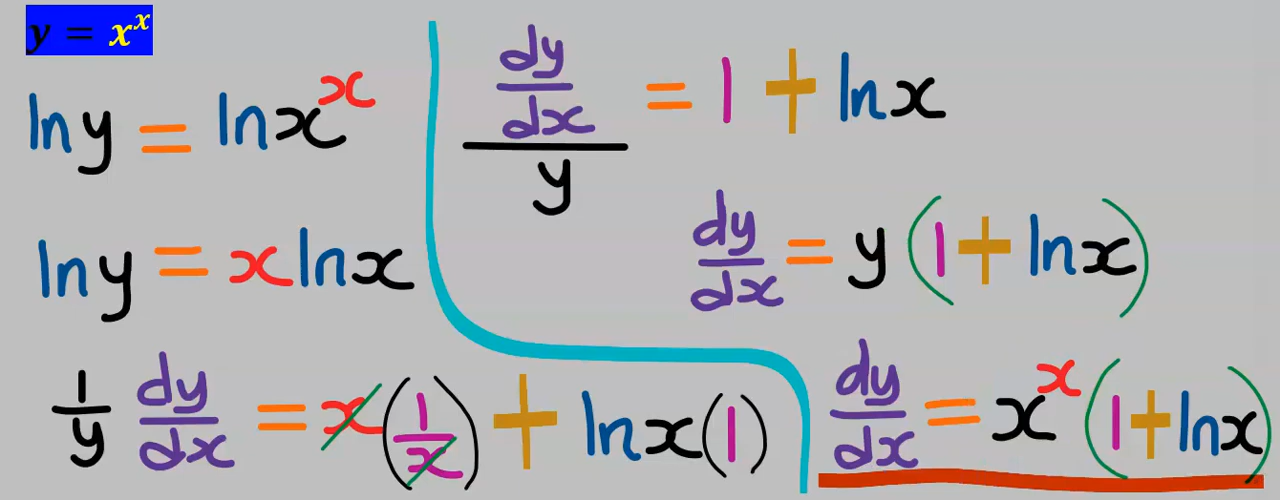 y = x^x
ln y = ln x^x
ln y = x ln x
1/y dy/dx = x(1/x) + ln x(1)
dy/dx / y = 1 + ln x
dy/dx = y(1 + ln x)
dy/dx = x^x(1 + ln x)